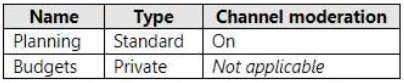 Name Type Channel moderation
Planning Standard On
Budgets Private Not applicable